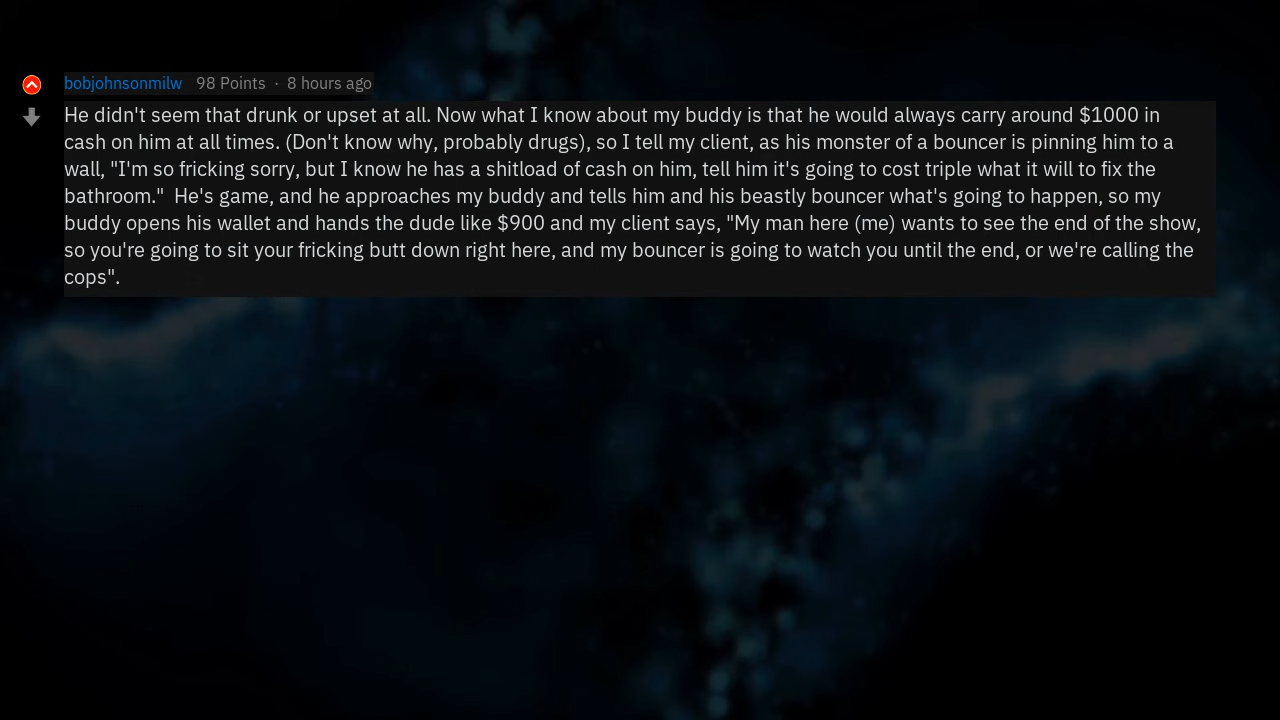 bobjohnsonmilw 98 Points · 8 hours ago
He didn't seem that drunk or upset at all. Now what I know about my buddy is that he would always carry around $1000 in
cash on him at all times. (Don't know why, probably drugs), so I tell my client, as his monster of a bouncer is pinning him to a
wall, "I'm so fricking sorry, but I know he has a shitload of cash on him, tell him it's going to cost triple what it will to fix the
bathroom."  He's game, and he approaches my buddy and tells him and his beastly bouncer what's going to happen, so my
buddy opens his wallet and hands the dude like $900 and my client says, "My man here (me) wants to see the end of the show,
so you're going to sit your fricking butt down right here, and my bouncer is going to watch you until the end, or we're calling the
cops".